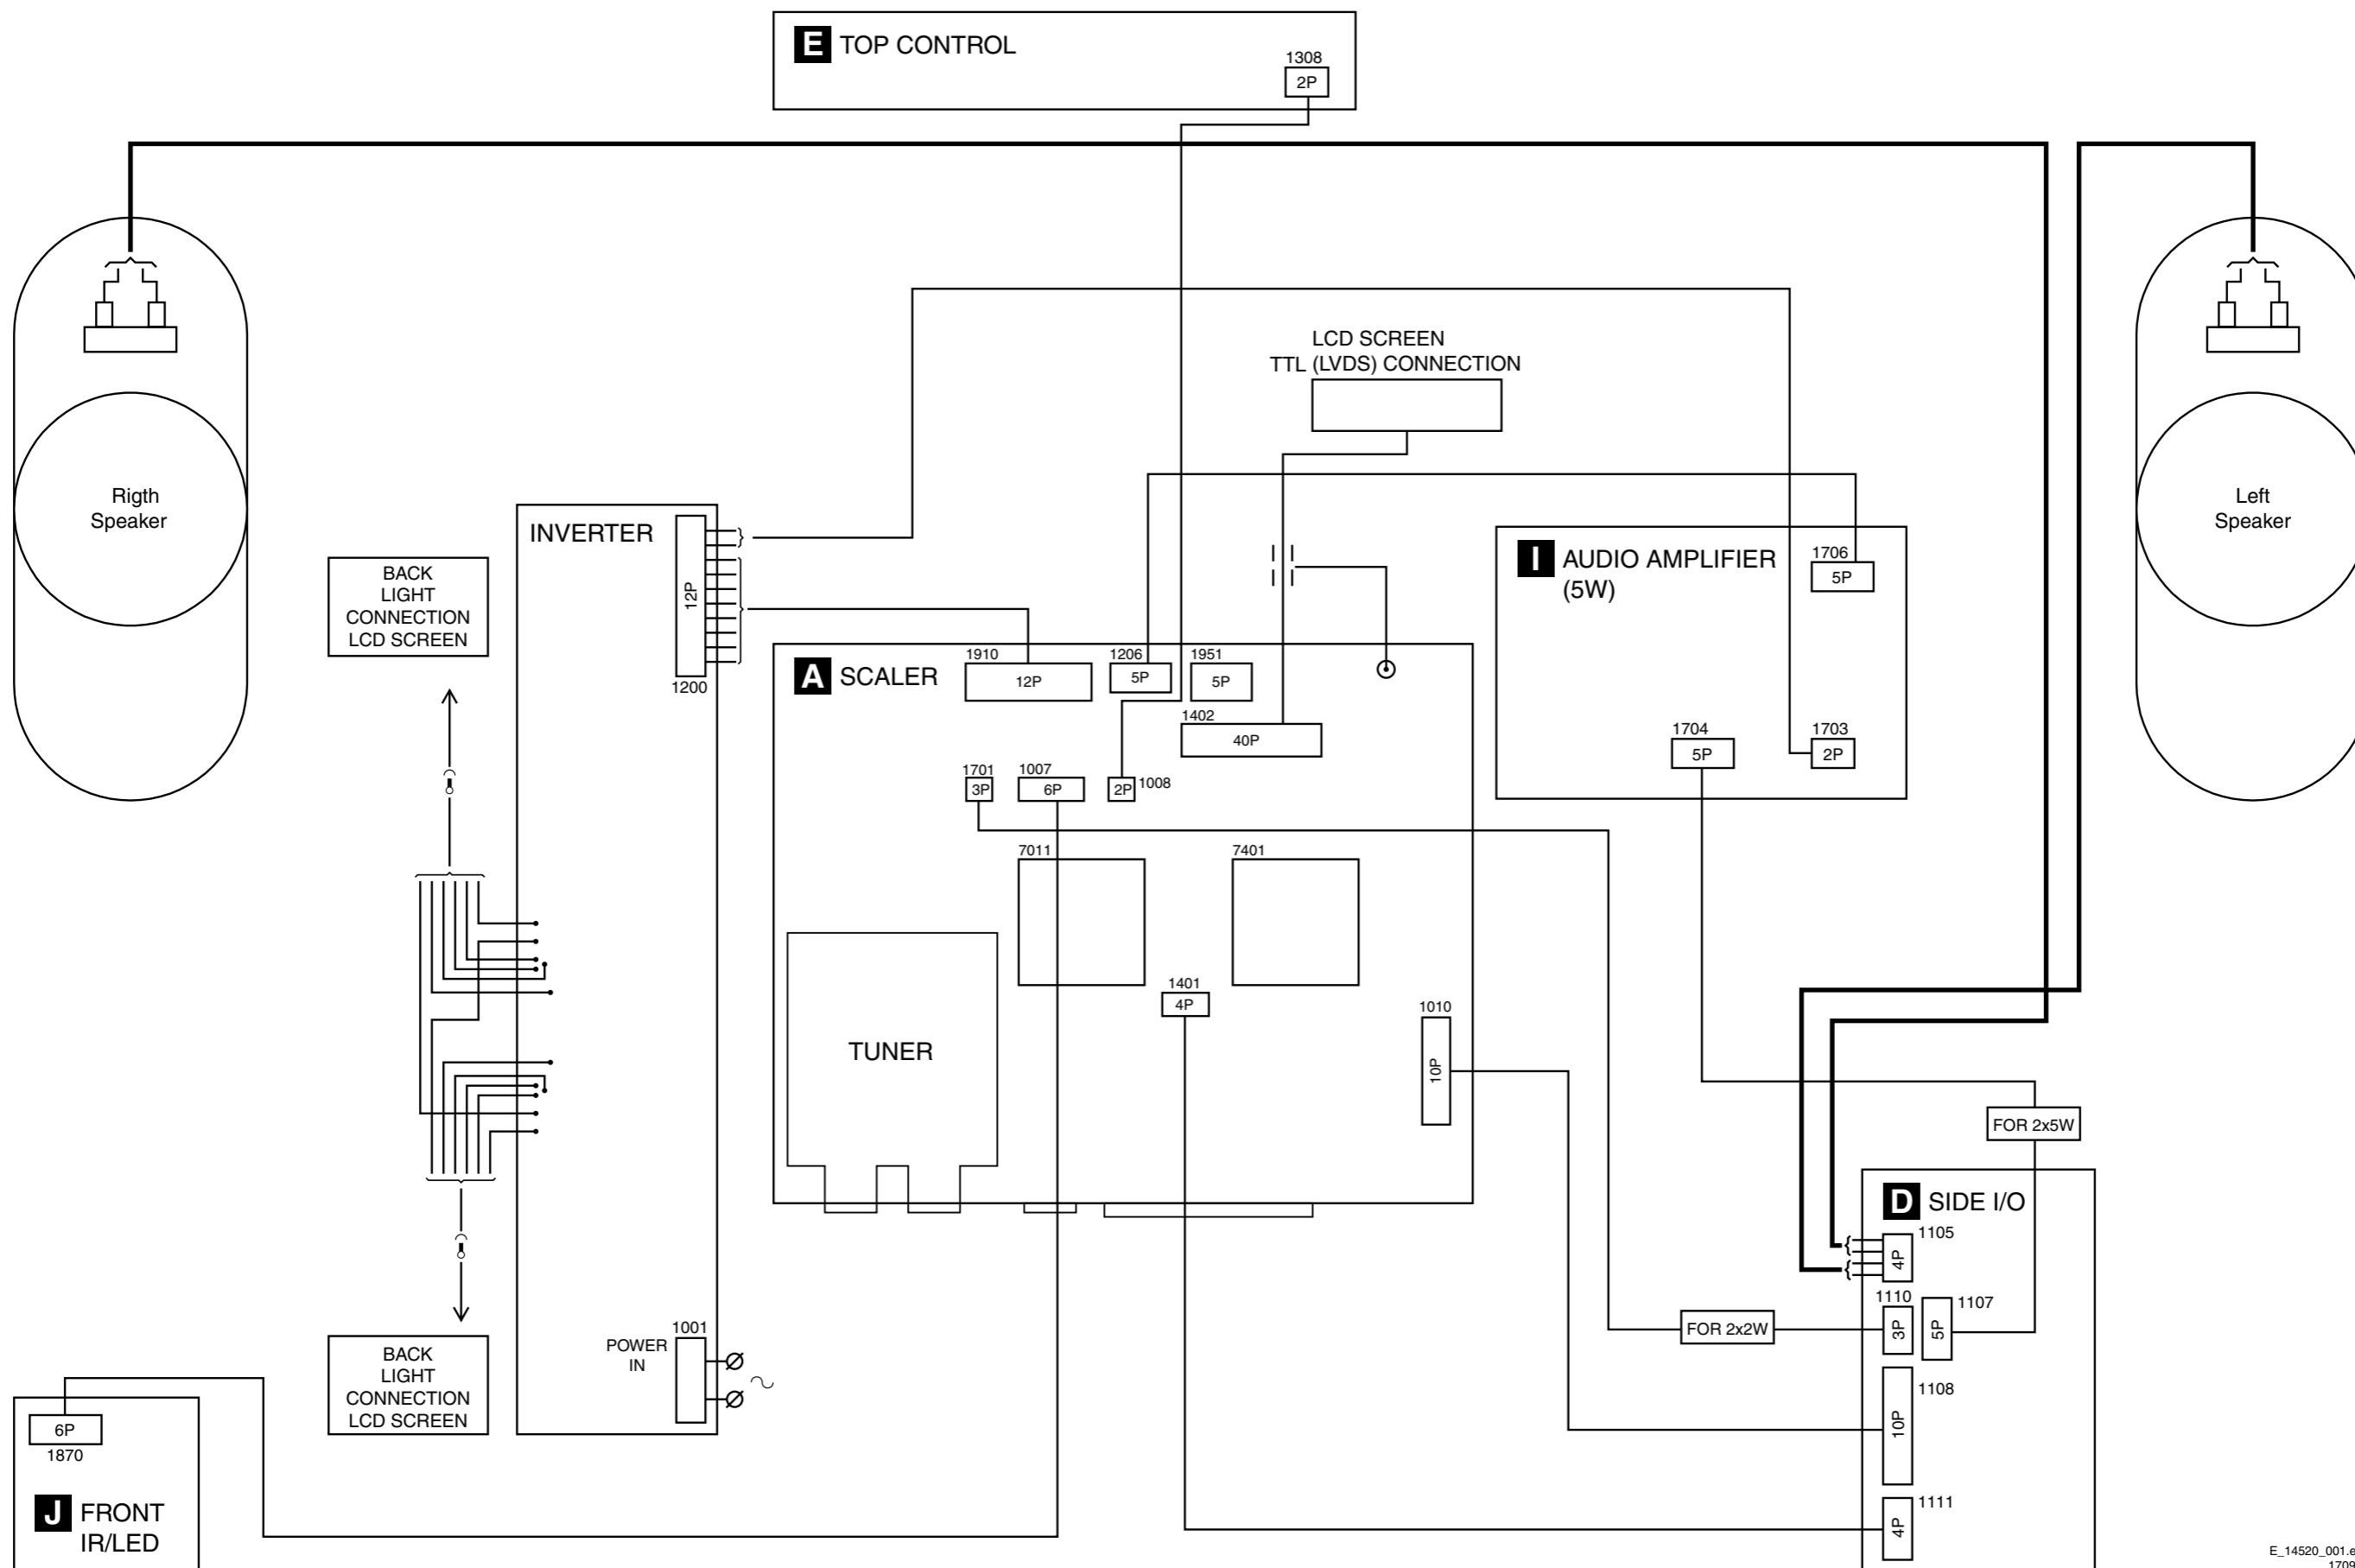 E TOP CONTROL
1308
2P
Rigth
Speaker
Left
Speaker
LCD SCREEN
TTL (LVDS) CONNECTION
INVERTER
12P
1200
BACK
LIGHT
CONNECTION
LCD SCREEN
I AUDIO AMPLIFIER
(5W)
1706
5P
1704
5P
1703
2P
A SCALER
1910
12P
1206
5P
1951
5P
1402
40P
1701
3P
1007
6P
2P
1008
7011
7401
1401
4P
1010
10P
TUNER
FOR 2x5W
D SIDE I/O
1105
4P
1110
3P
1107
5P
FOR 2x2W
1108
10P
1111
4P
POWER
IN
1001
BACK
LIGHT
CONNECTION
LCD SCREEN
6P
1870
J FRONT
IR/LED
E_14520_001.e
1709